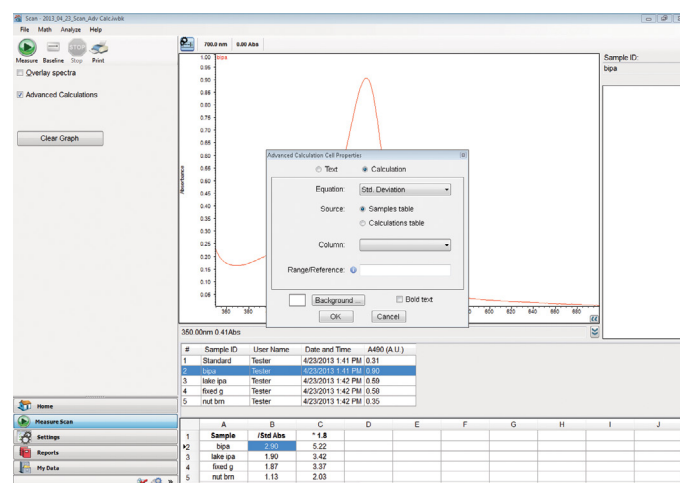 Scan - 2013_04_23_Scan_Adv Calc.iwbk
File Math Analyze Help
Measure Baseline Stop Print
700.0 nm 0.00 Abs
Overlay spectra
Advanced Calculations
Clear Graph
Sample ID:
bipa
bipa
1.00
0.95
0.90
0.85
0.80
0.75
0.70
0.65
0.60
0.55
0.50
0.45
0.40
0.35
0.30
0.25
0.20
0.15
0.10
0.05
Absorbance
Advanced Calculation Cell Properties
Text Calculation
Equation: Std. Deviation
Source: Samples table
Calculations table
Column:
Range/Reference:
Background ... Bold text
OK Cancel
600 620 640 660 680
350.00nm 0.41Abs
# Sample ID User Name Date and Time A490 (A.U.)
1 Standard Tester 4/23/2013 1:41 PM 0.31
2 bipa Tester 4/23/2013 1:41 PM 0.90
3 lake ipa Tester 4/23/2013 1:42 PM 0.59
4 fixed g Tester 4/23/2013 1:42 PM 0.58
5 nut brn Tester 4/23/2013 1:42 PM 0.35
Home
Measure Scan
Settings
Reports
My Data
A B C D E F G H I J
1 Sample /Std Abs * 1.8
2 bipa 2.90 5.22
3 lake ipa 1.90 3.42
4 fixed g 1.87 3.37
5 nut brn 1.13 2.03